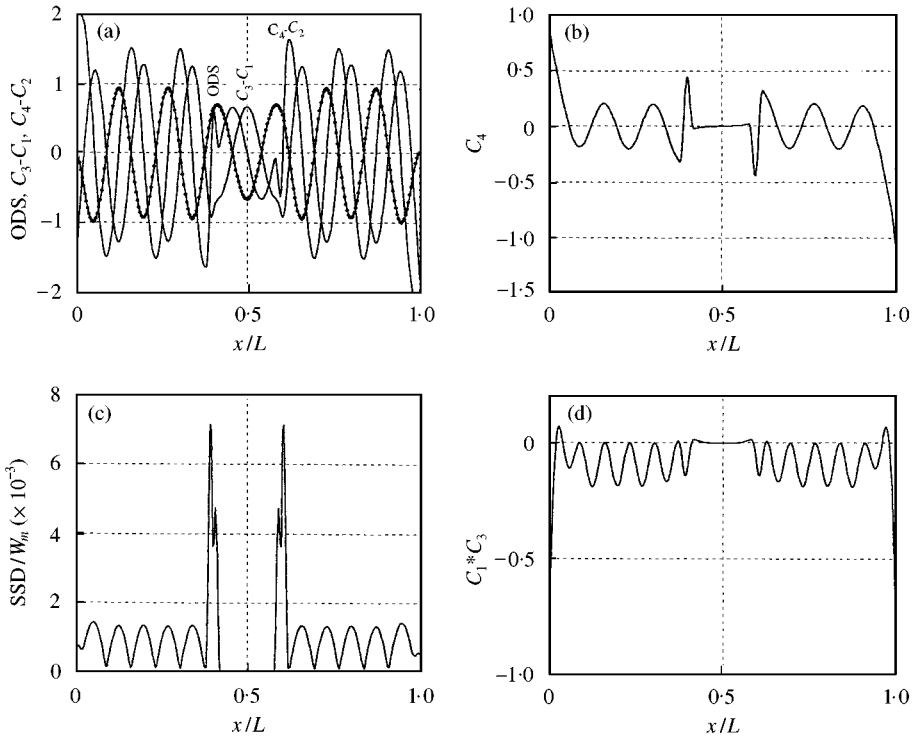 (a)
ODS, C₃-C₁, C₄-C₂
2
1
0
−1
−2
ODS
C₃-C₁
C₄-C₂
0
0·5
1·0
x/L
(b)
C₄
1·0
0·5
0
−0·5
−1·0
−1·5
0
0·5
1·0
x/L
(c)
SSD/Wₘ (× 10⁻³)
8
6
4
2
0
0
0·5
1·0
x/L
(d)
C₁*C₃
0
−0·5
−1·0
0
0·5
1·0
x/L